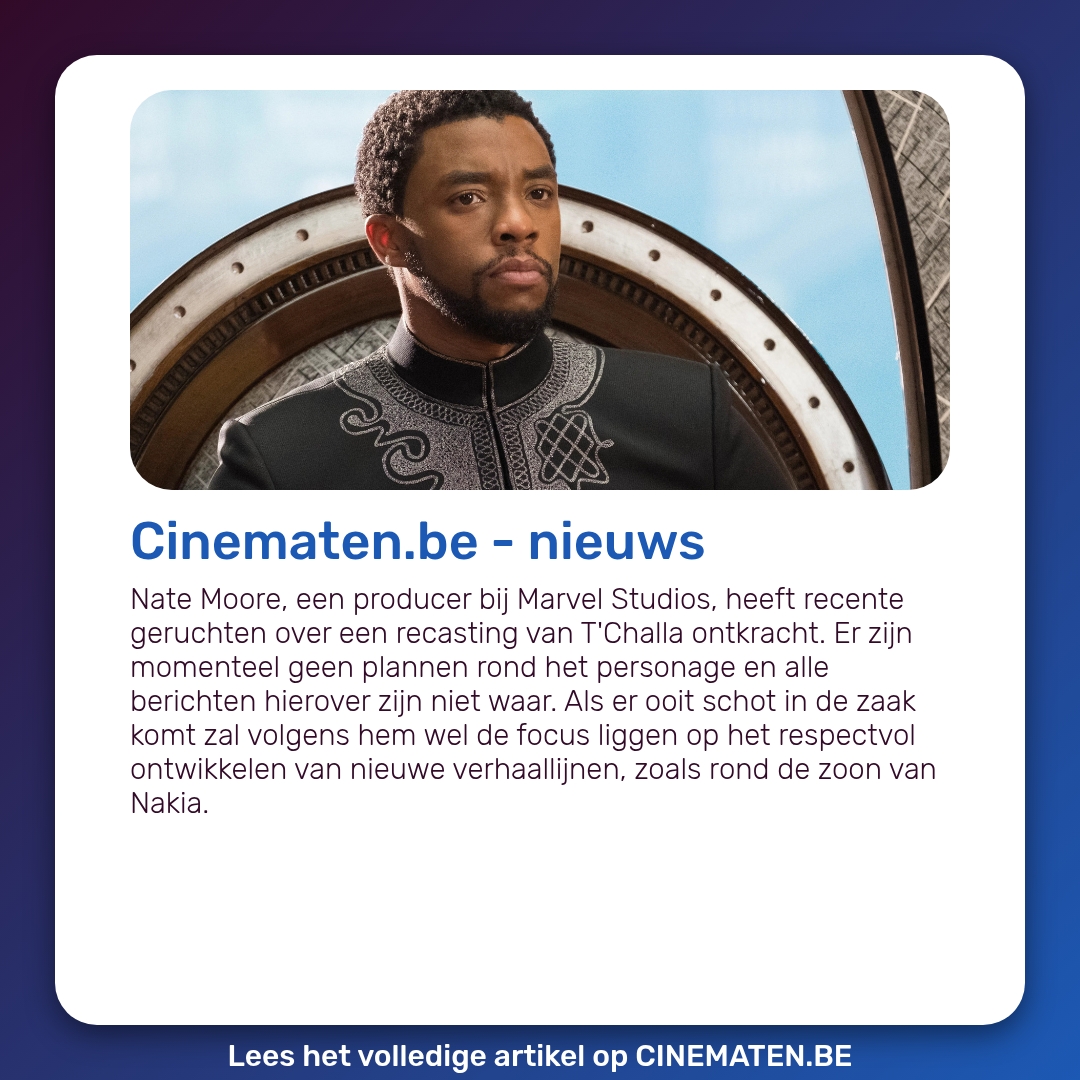 Cinematen.be - nieuws
Nate Moore, een producer bij Marvel Studios, heeft recente
geruchten over een recasting van T'Challa ontkracht. Er zijn
momenteel geen plannen rond het personage en alle
berichten hierover zijn niet waar. Als er ooit schot in de zaak
komt zal volgens hem wel de focus liggen op het respectvol
ontwikkelen van nieuwe verhaallijnen, zoals rond de zoon van
Nakia.
Lees het volledige artikel op CINEMATEN.BE